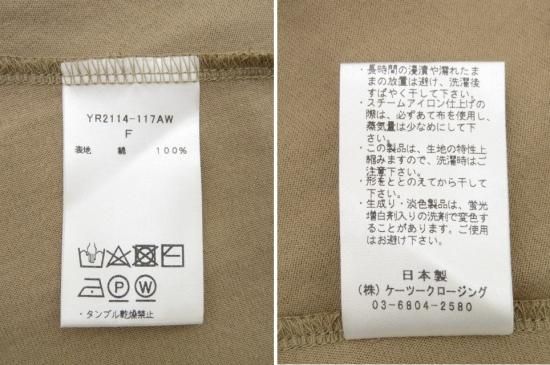 YR2114-117AW
F
表地 綿 100%
P W
・タンブル乾燥禁止
・長時間の浸漬や濡れたま
まの放置は避け、洗濯後
すばやく干して下さい。
・スチームアイロン仕上げの
際は、必ずあて布を使用し、
蒸気量は少なめにして下
さい。
・この製品は、生地の特性上
縮みますので、洗濯時はご
注意下さい。
・形をととのえてから干して
下さい。
・生成り・淡色製品は、蛍光
増白剤入りの洗剤で変色す
ることがあります。ご使用
はお避け下さい。
日本製
(株)ケーツークロージング
03-6804-2580